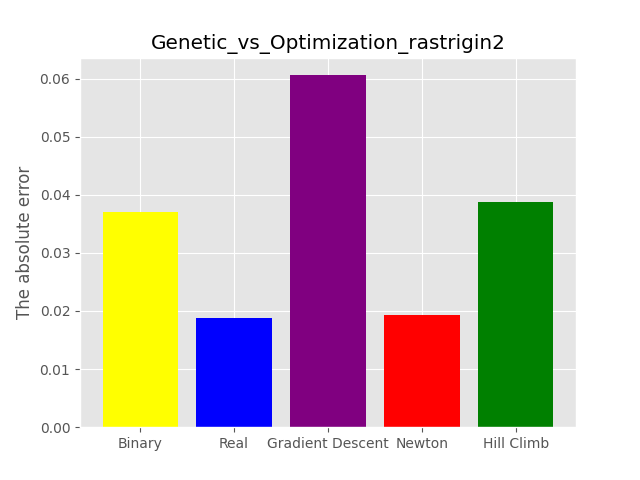 Genetic_vs_Optimization_rastrigin2
The absolute error
0.06
0.05
0.04
0.03
0.02
0.01
0.00
Binary
Real
Gradient Descent
Newton
Hill Climb